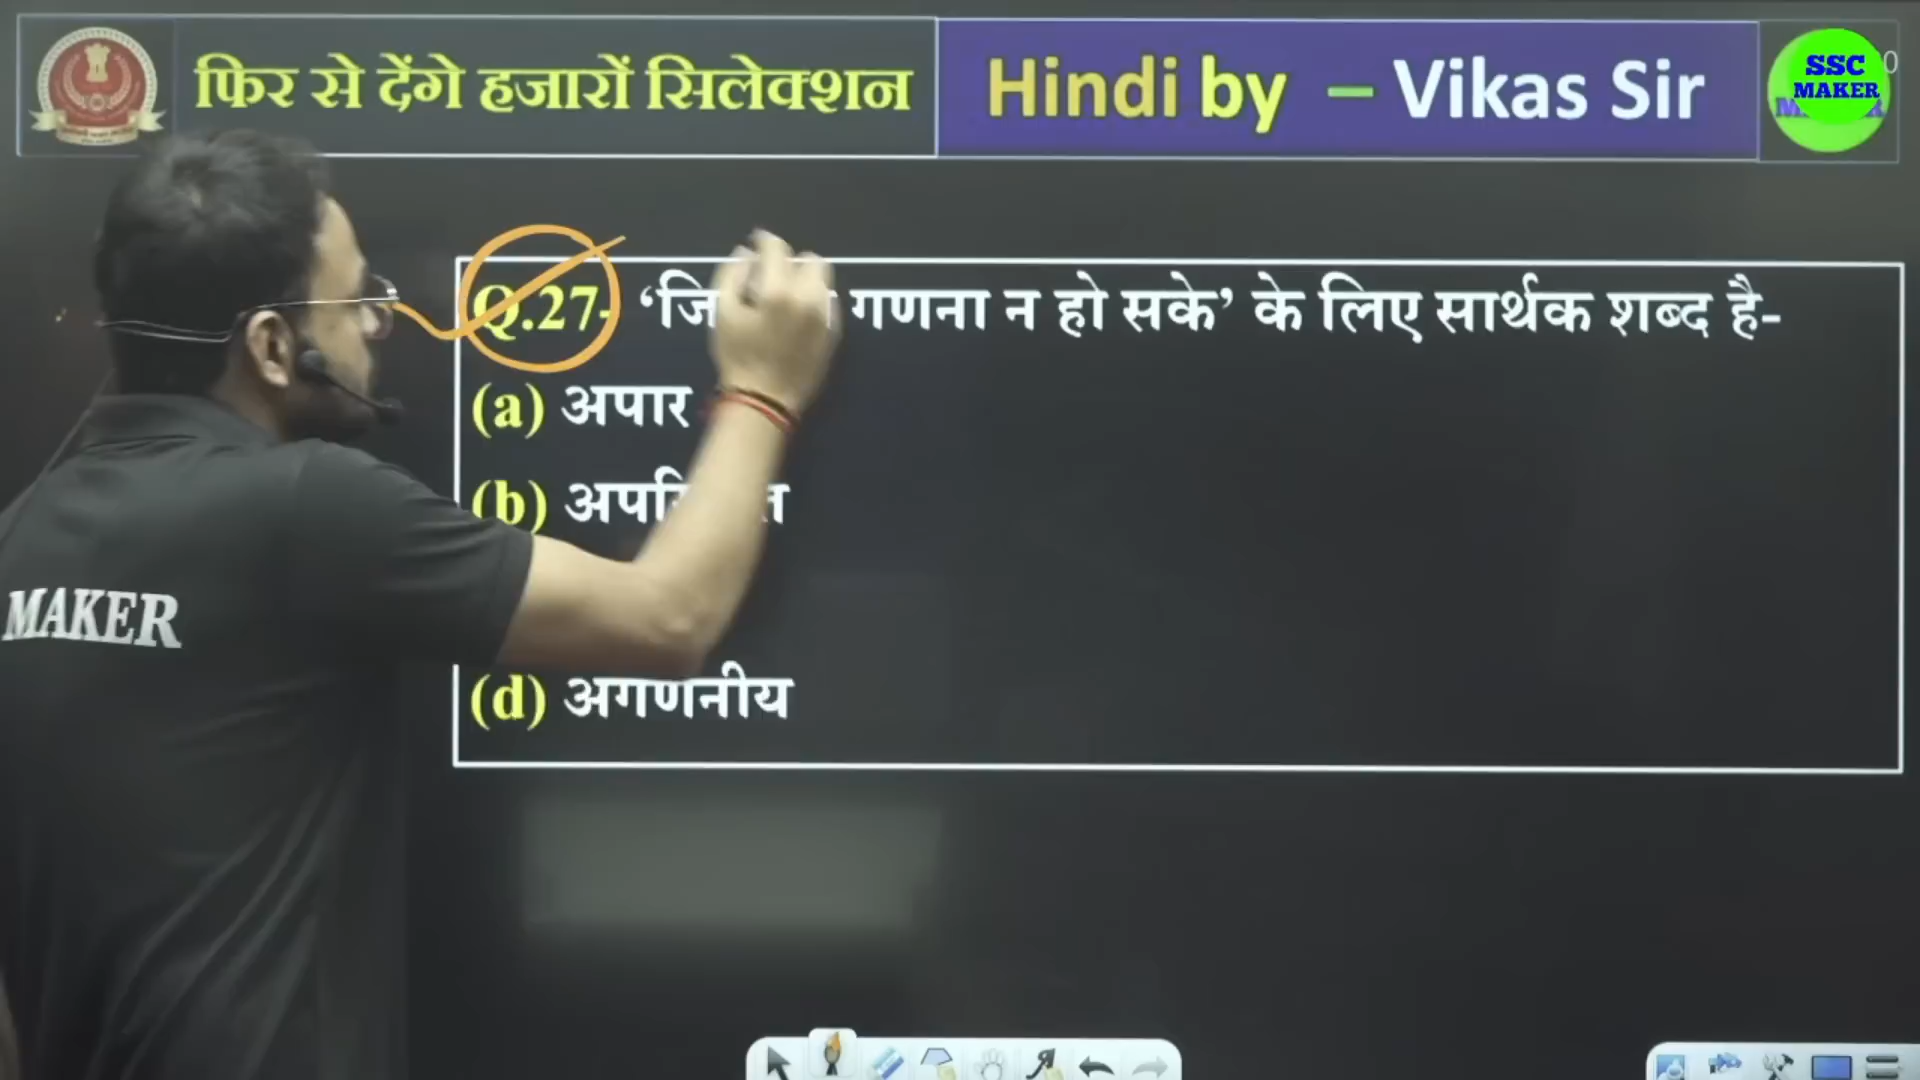 फिर से देंगे हजारों सिलेक्शन
Hindi by – Vikas Sir
SSC
MAKER
Q.27- गणना न हो सके’ के लिए सार्थक शब्द है-
(a) अपार
(b)
MAKER
(d) अगणनीय